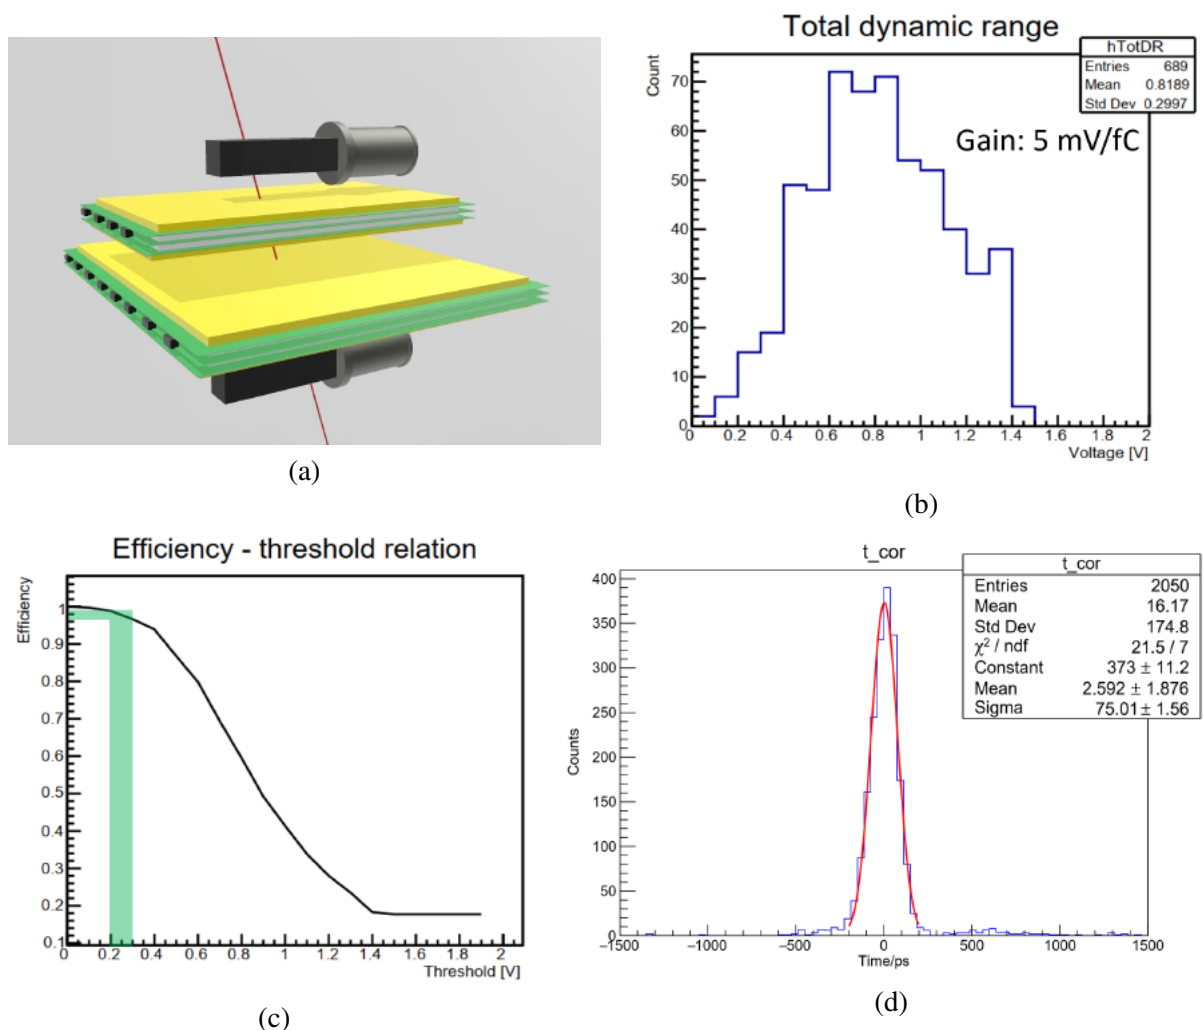 (a)
Total dynamic range
hTotDR
Entries 689
Mean 0.8189
Std Dev 0.2997
Gain: 5 mV/fC
Count
70
60
50
40
30
20
10
0
0 0.2 0.4 0.6 0.8 1 1.2 1.4 1.6 1.8 2
Voltage [V]
(b)
Efficiency - threshold relation
Efficiency
1
0.9
0.8
0.7
0.6
0.5
0.4
0.3
0.2
0.1
0 0.2 0.4 0.6 0.8 1 1.2 1.4 1.6 1.8 2
Threshold [V]
(c)
t_cor
t_cor
Entries 2050
Mean 16.17
Std Dev 174.8
χ² / ndf 21.5 / 7
Constant 373 ± 11.2
Mean 2.592 ± 1.876
Sigma 75.01 ± 1.56
Counts
400
350
300
250
200
150
100
50
0
−1500 −1000 −500 0 500 1000 1500
Time/ps
(d)